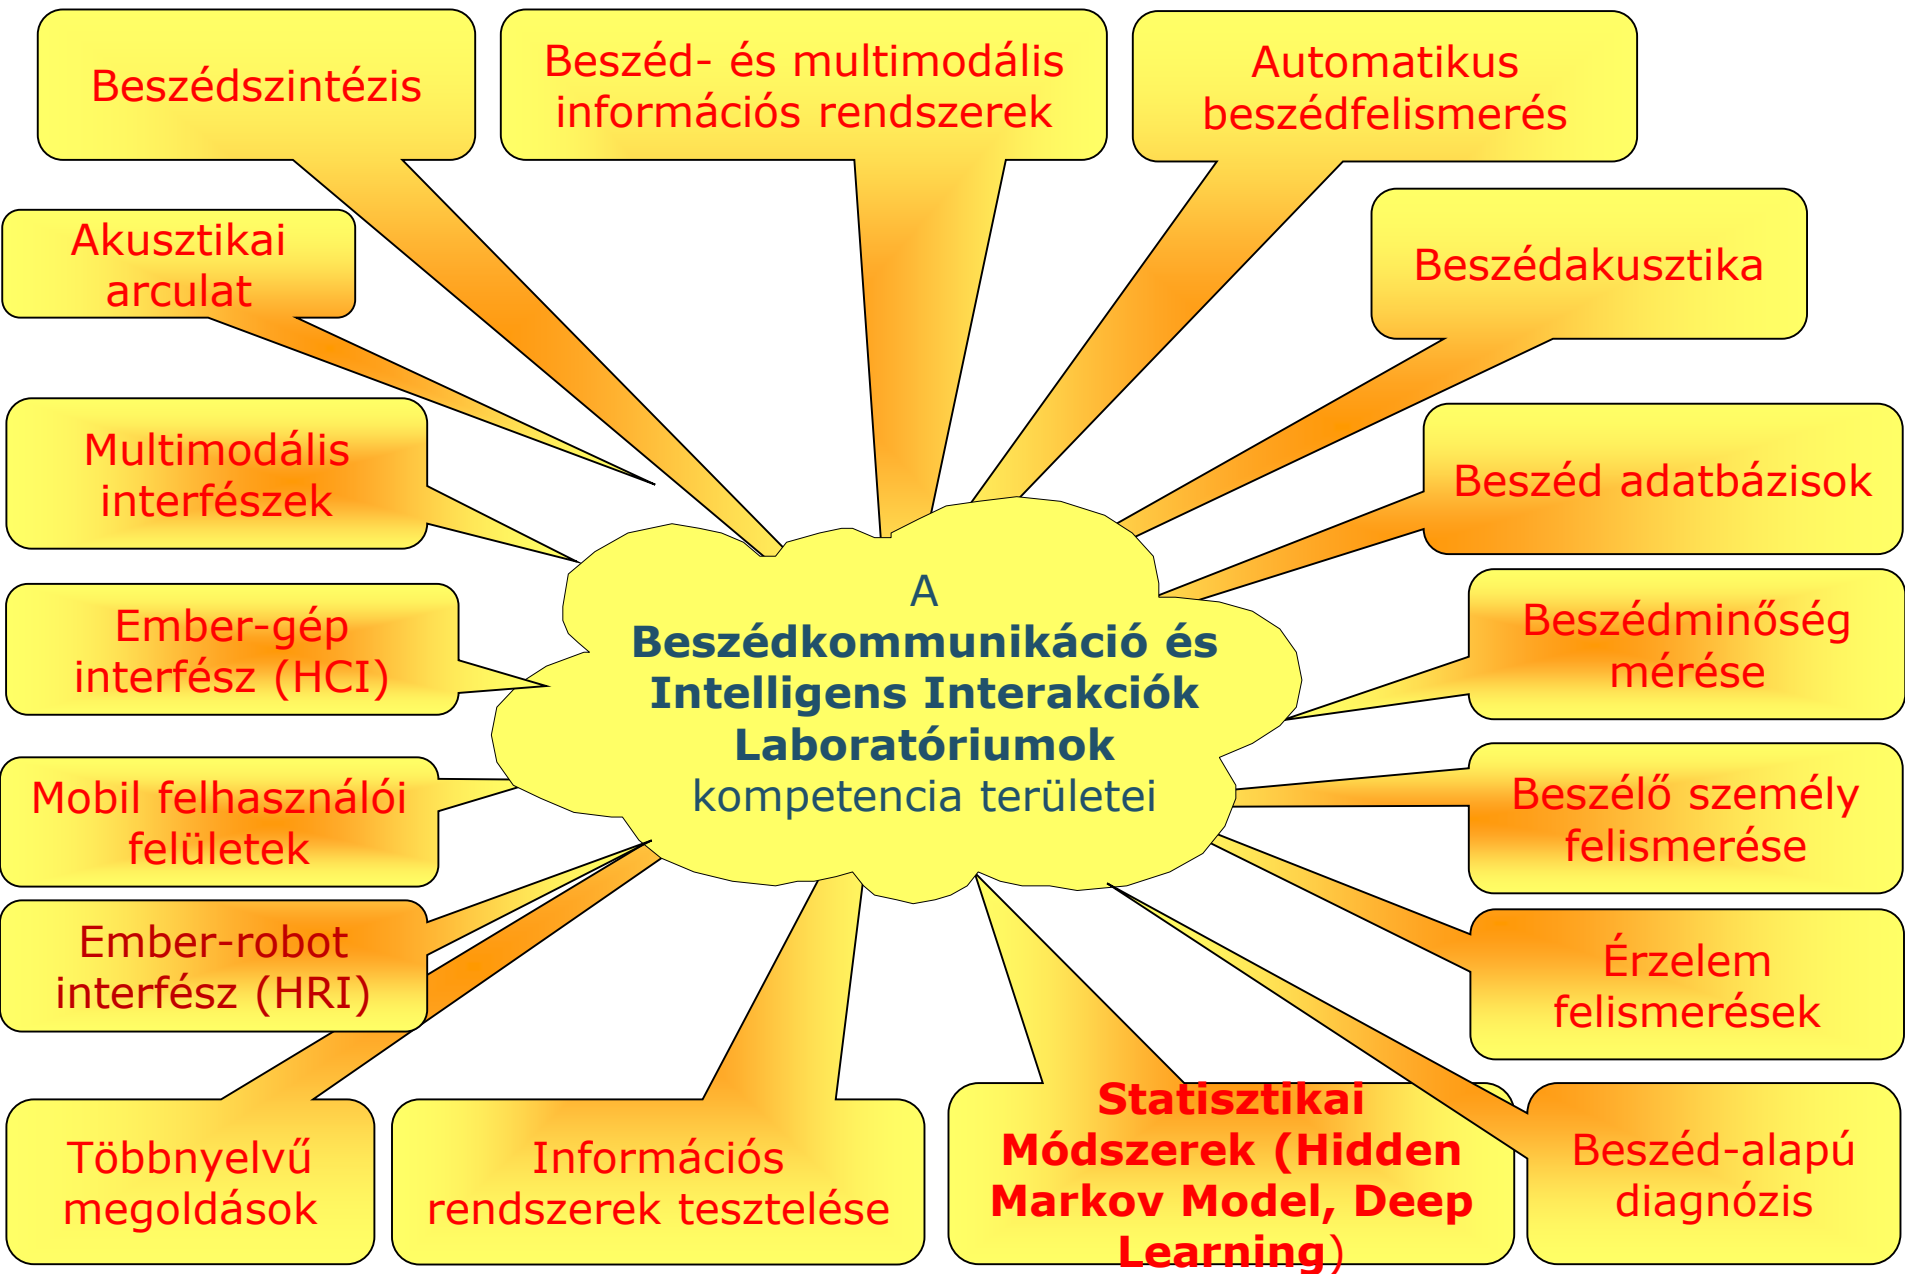 Beszédszintézis
Beszéd- és multimodális
információs rendszerek
Automatikus
beszédfelismerés
Akusztikai
arculat
Beszédakusztika
Multimodális
interfészek
Beszéd adatbázisok
Ember-gép
interfész (HCI)
A
Beszédkommunikáció és
Intelligens Interakciók
Laboratóriumok
kompetencia területei
Beszédminőség
mérése
Mobil felhasználói
felületek
Beszélő személy
felismerése
Ember-robot
interfész (HRI)
Érzelem
felismerések
Többnyelvű
megoldások
Információs
rendszerek tesztelése
Statisztikai
Módszerek (Hidden
Markov Model, Deep
Learning)
Beszéd-alapú
diagnózis